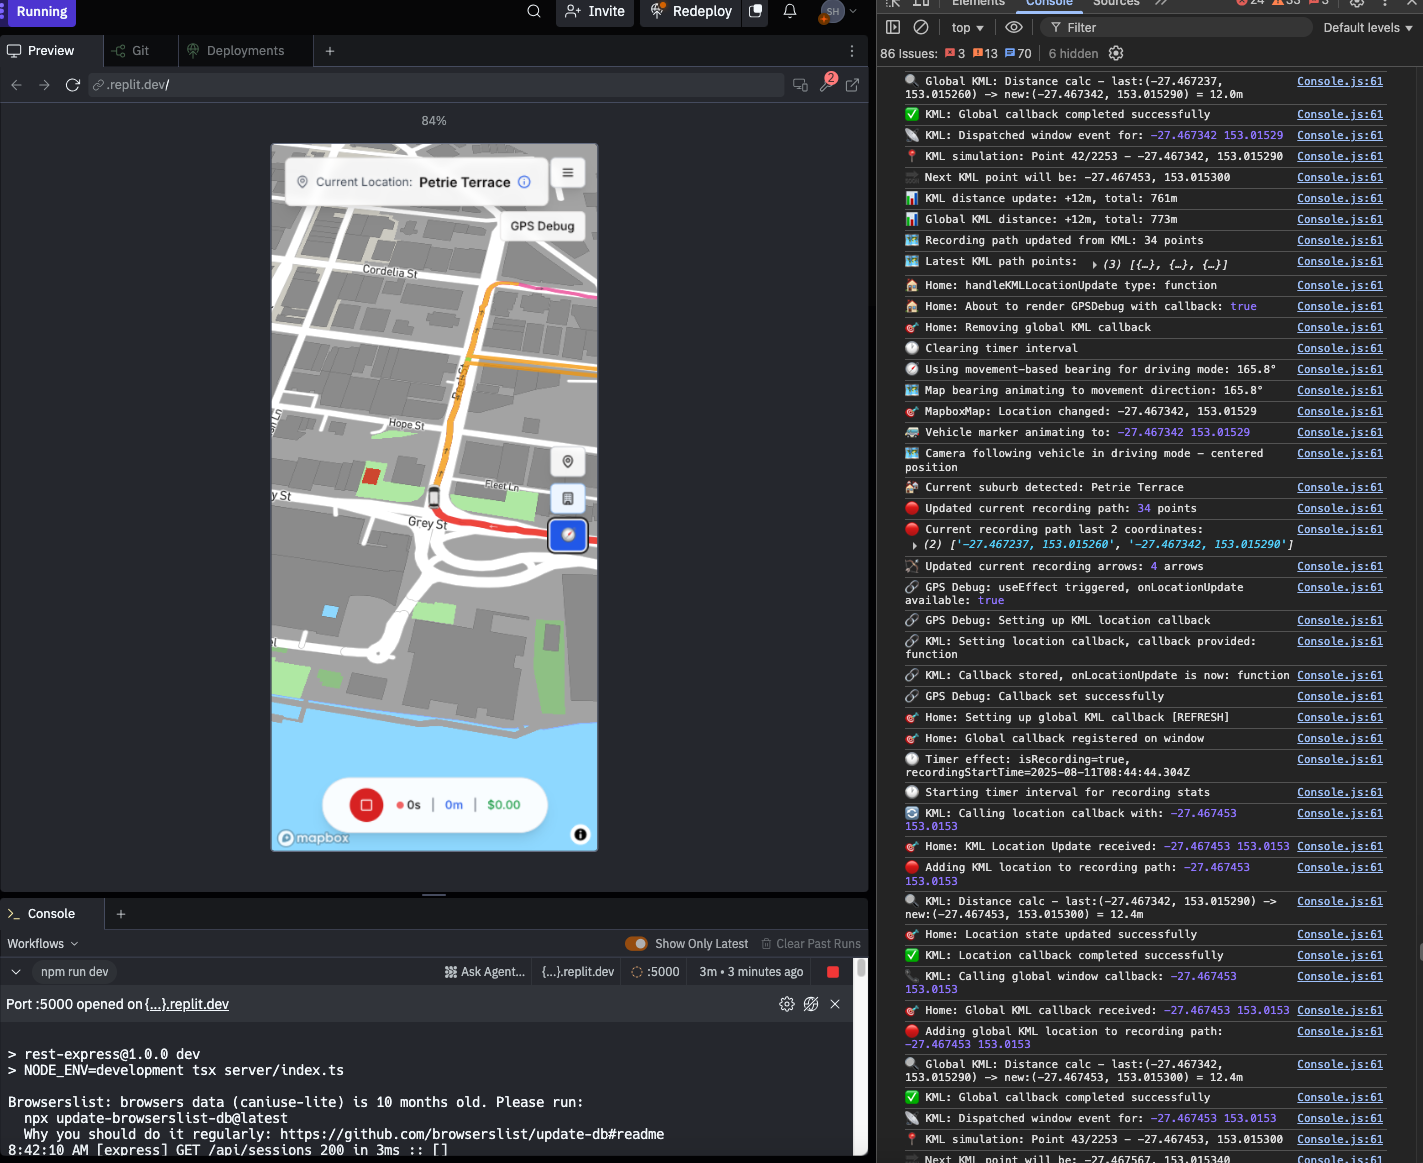 Running
Invite
Redeploy
SH
Preview
Git
Deployments
.replit.dev/
2
84%
Current Location: Petrie Terrace
GPS Debug
Cordelia St
Peel St
Hope St
Fleet Ln
Grey St
0s | 0m | $0.00
mapbox
Console
Workflows
Show Only Latest
Clear Past Runs
npm run dev
Ask Agent...
{...}.replit.dev
:5000
3m • 3 minutes ago
Port :5000 opened on {...}.replit.dev
> rest-express@1.0.0 dev
> NODE_ENV=development tsx server/index.ts
Browserslist: browsers data (caniuse-lite) is 10 months old. Please run:
npx update-browserslist-db@latest
Why you should do it regularly: https://github.com/browserslist/update-db#readme
8:42:10 AM [express] GET /api/sessions 200 in 3ms :: []
Elements
Console
Sources
top
Filter
Default levels
86 Issues: 3 13 70
6 hidden
Global KML: Distance calc – last:(-27.467237, Console.js:61
153.015260) -> new:(-27.467342, 153.015290) = 12.0m
KML: Global callback completed successfully Console.js:61
KML: Dispatched window event for: -27.467342 153.01529 Console.js:61
KML simulation: Point 42/2253 – -27.467342, 153.015290 Console.js:61
Next KML point will be: -27.467453, 153.015300 Console.js:61
KML distance update: +12m, total: 761m Console.js:61
Global KML distance: +12m, total: 773m Console.js:61
Recording path updated from KML: 34 points Console.js:61
Latest KML path points: (3) [{…}, {…}, {…}] Console.js:61
Home: handleKMLLocationUpdate type: function Console.js:61
Home: About to render GPSDebug with callback: true Console.js:61
Home: Removing global KML callback Console.js:61
Clearing timer interval Console.js:61
Using movement-based bearing for driving mode: 165.8° Console.js:61
Map bearing animating to movement direction: 165.8° Console.js:61
MapboxMap: Location changed: -27.467342, 153.01529 Console.js:61
Vehicle marker animating to: -27.467342 153.01529 Console.js:61
Camera following vehicle in driving mode – centered Console.js:61
position
Current suburb detected: Petrie Terrace Console.js:61
Updated current recording path: 34 points Console.js:61
Current recording path last 2 coordinates: Console.js:61
(2) ['-27.467237, 153.015260', '-27.467342, 153.015290']
Updated current recording arrows: 4 arrows Console.js:61
GPS Debug: useEffect triggered, onLocationUpdate Console.js:61
available: true
GPS Debug: Setting up KML location callback Console.js:61
KML: Setting location callback, callback provided: Console.js:61
function
KML: Callback stored, onLocationUpdate is now: function Console.js:61
GPS Debug: Callback set successfully Console.js:61
Home: Setting up global KML callback [REFRESH] Console.js:61
Home: Global callback registered on window Console.js:61
Timer effect: isRecording=true, Console.js:61
recordingStartTime=2025-08-11T08:44:44.304Z
Starting timer interval for recording stats Console.js:61
KML: Calling location callback with: -27.467453 Console.js:61
153.0153
Home: KML Location Update received: -27.467453 153.0153 Console.js:61
Adding KML location to recording path: -27.467453 Console.js:61
153.0153
KML: Distance calc – last:(-27.467342, 153.015290) -> Console.js:61
new:(-27.467453, 153.015300) = 12.4m
Home: Location state updated successfully Console.js:61
KML: Location callback completed successfully Console.js:61
KML: Calling global window callback: -27.467453 Console.js:61
153.0153
Home: Global KML callback received: -27.467453 153.0153 Console.js:61
Adding global KML location to recording path: Console.js:61
-27.467453 153.0153
Global KML: Distance calc – last:(-27.467342, Console.js:61
153.015290) -> new:(-27.467453, 153.015300) = 12.4m
KML: Global callback completed successfully Console.js:61
KML: Dispatched window event for: -27.467453 153.0153 Console.js:61
KML simulation: Point 43/2253 – -27.467453, 153.015300 Console.js:61
Next KML point will be: -27.467567, 153.015340 Console.js:61